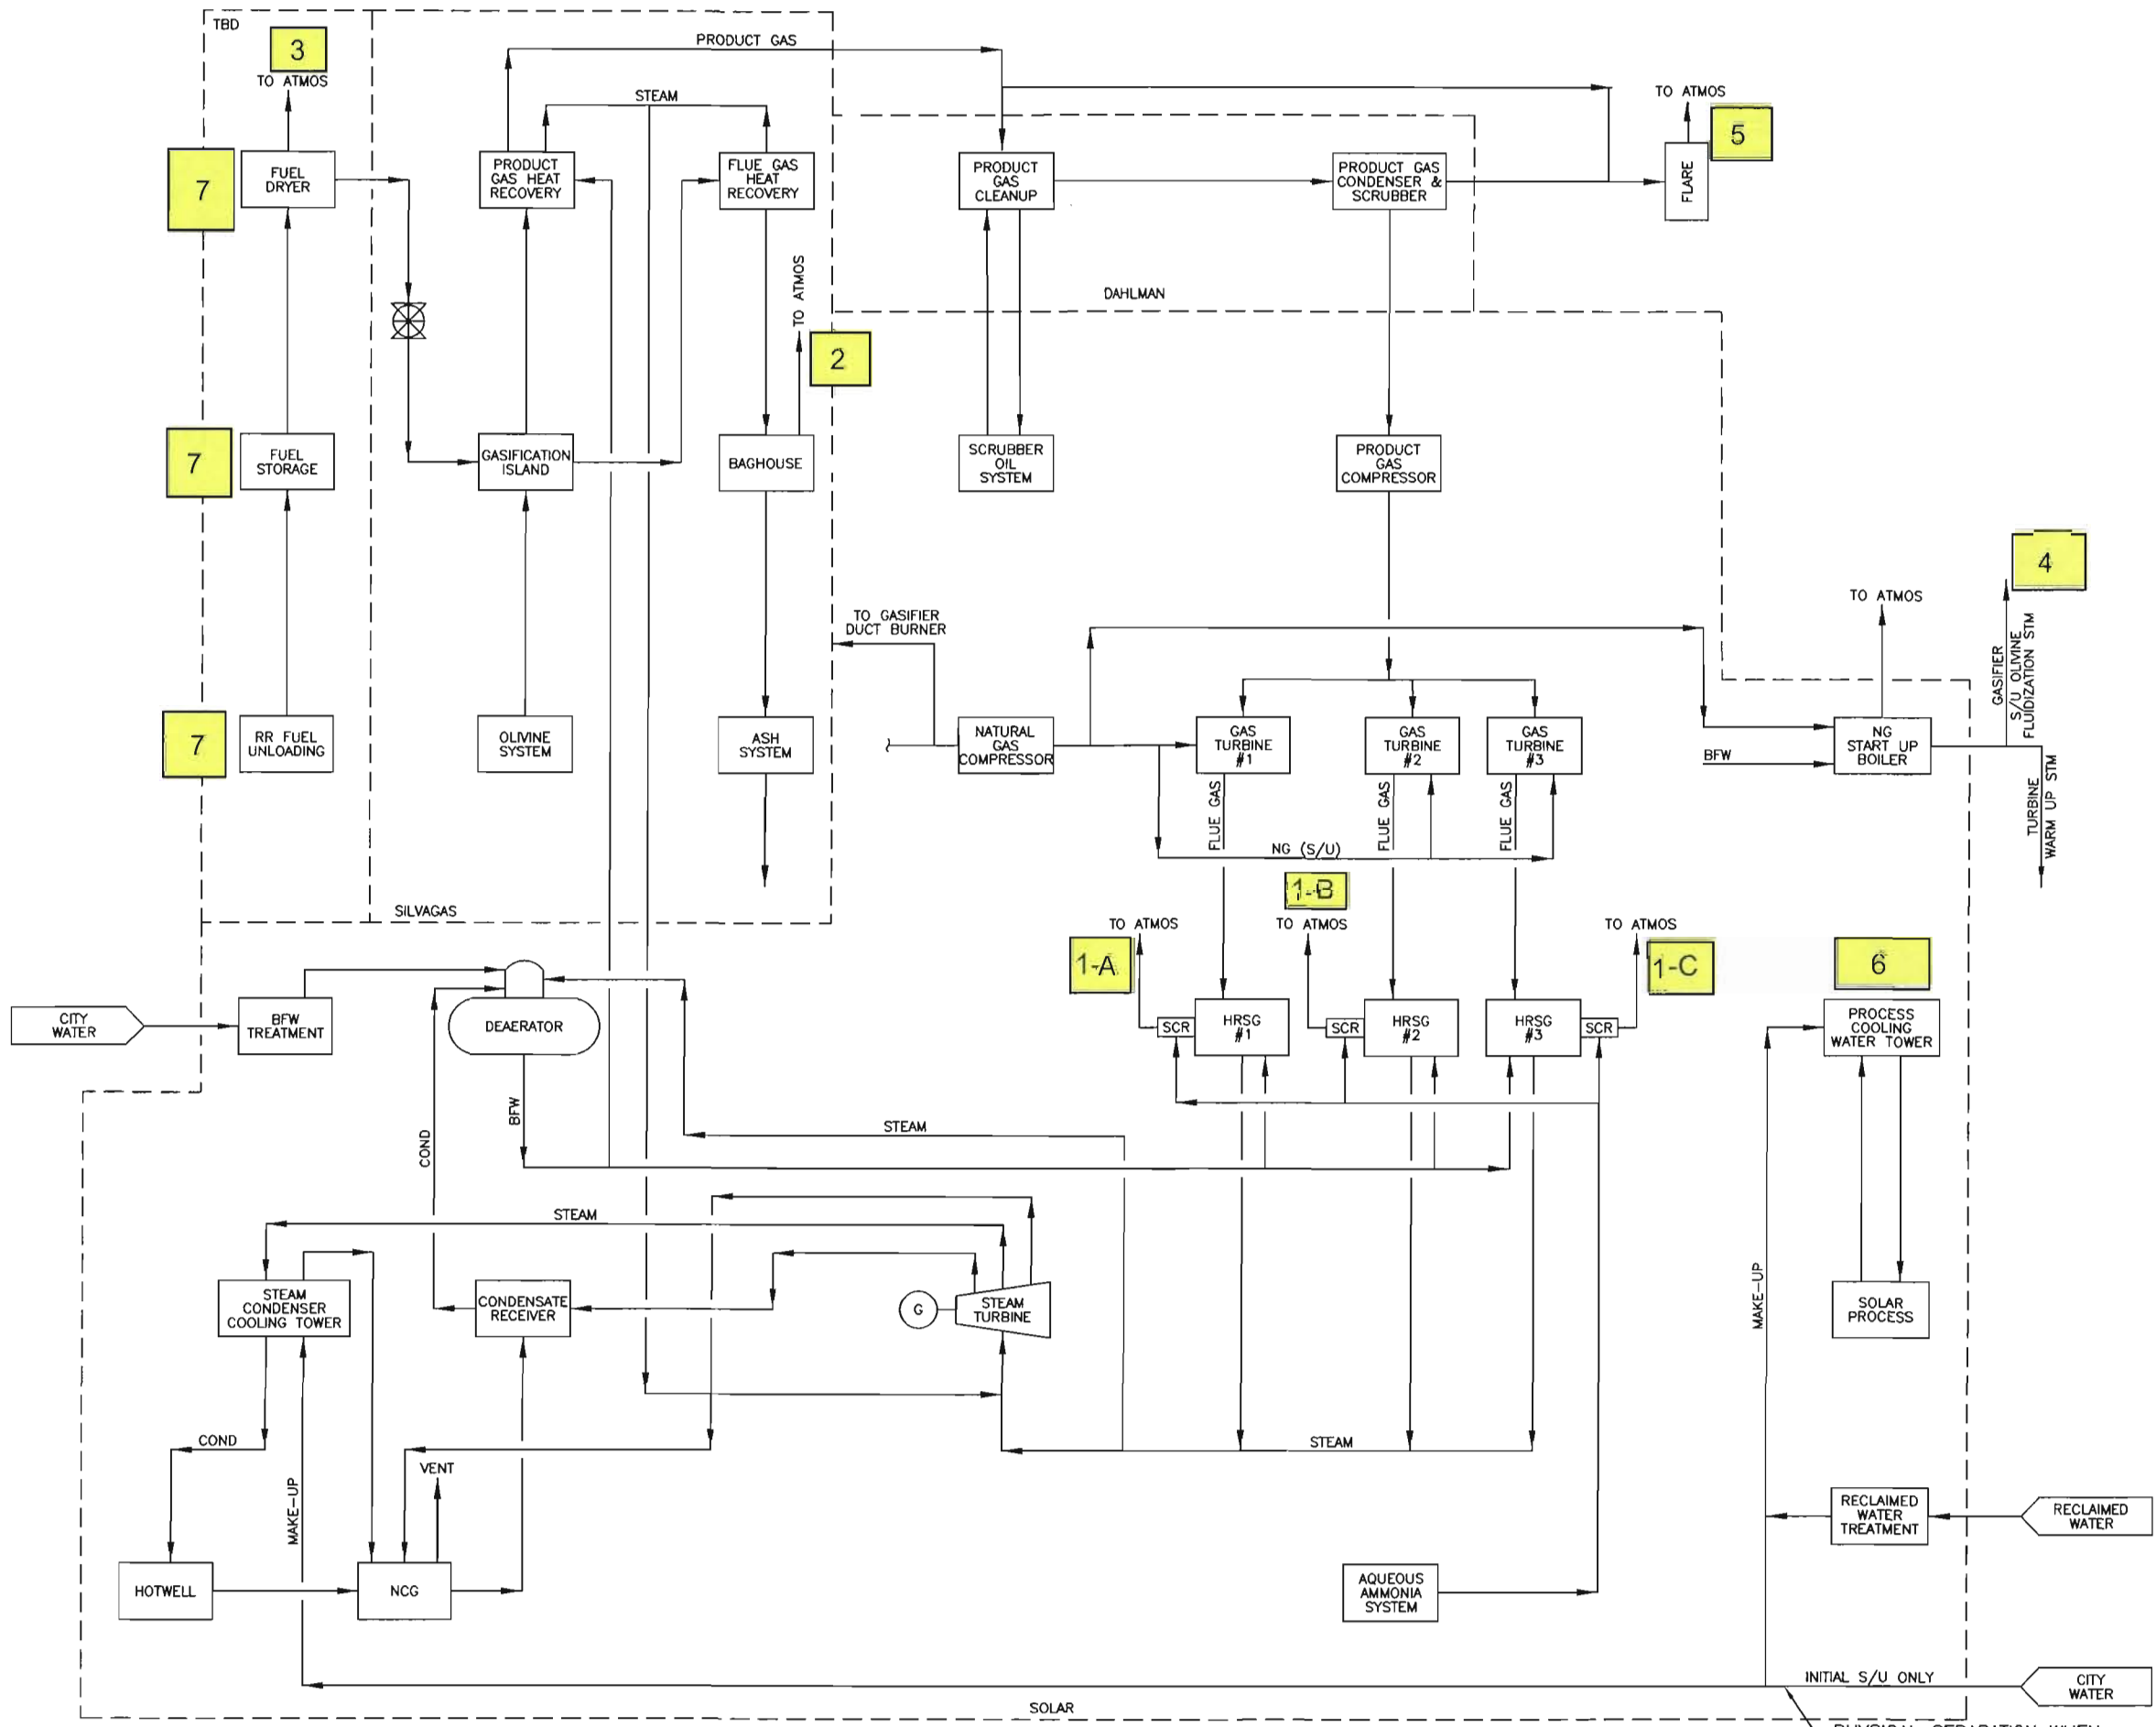 TBD
3
TO ATMOS
PRODUCT GAS
STEAM
TO ATMOS
5
7
FUEL
DRYER
PRODUCT
GAS HEAT
RECOVERY
FLUE GAS
HEAT
RECOVERY
PRODUCT
GAS
CLEANUP
PRODUCT GAS
CONDENSER &
SCRUBBER
FLARE
TO ATMOS
DAHLMAN
2
7
FUEL
STORAGE
GASIFICATION
ISLAND
BAGHOUSE
SCRUBBER
OIL
SYSTEM
PRODUCT
GAS
COMPRESSOR
4
TO ATMOS
GASIFIER
S/U OLIVINE
FLUIDIZATION STM
TO GASIFIER
DUCT BURNER
7
RR FUEL
UNLOADING
OLIVINE
SYSTEM
ASH
SYSTEM
NATURAL
GAS
COMPRESSOR
GAS
TURBINE
#1
GAS
TURBINE
#2
GAS
TURBINE
#3
BFW
NG
START UP
BOILER
TURBINE
WARM UP STM
FLUE GAS
FLUE GAS
FLUE GAS
NG (S/U)
SILVAGAS
1-B
TO ATMOS
TO ATMOS
TO ATMOS
1-A
1-C
6
CITY
WATER
BFW
TREATMENT
DEAERATOR
SCR
HRSG
#1
SCR
HRSG
#2
HRSG
#3
SCR
PROCESS
COOLING
WATER TOWER
COND
BFW
STEAM
STEAM
STEAM
CONDENSER
COOLING TOWER
CONDENSATE
RECEIVER
G
STEAM
TURBINE
MAKE-UP
SOLAR
PROCESS
COND
STEAM
VENT
MAKE-UP
RECLAIMED
WATER
TREATMENT
RECLAIMED
WATER
HOTWELL
NCG
AQUEOUS
AMMONIA
SYSTEM
INITIAL S/U ONLY
CITY
WATER
SOLAR
PHYSICAL SEPARATION WHEN